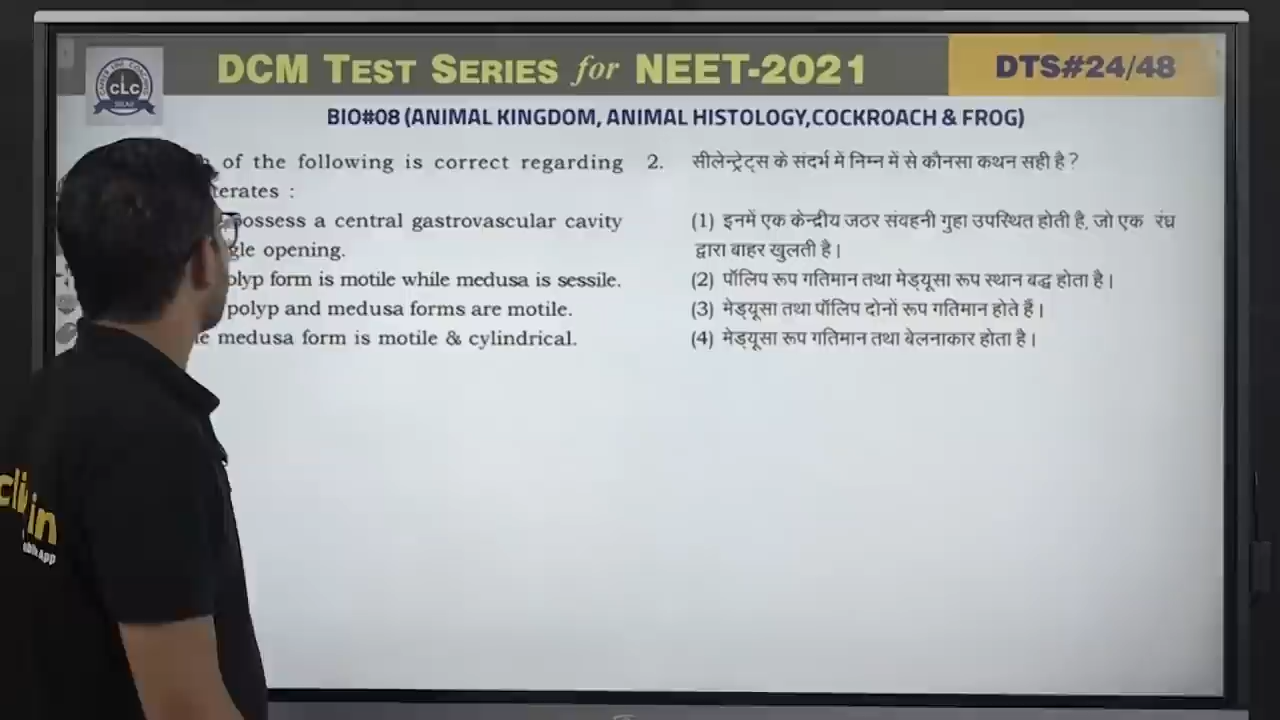 CLC
DCM TEST SERIES for NEET-2021
DTS#24/48
BIO#08 (ANIMAL KINGDOM, ANIMAL HISTOLOGY,COCKROACH & FROG)
of the following is correct regarding
terates :
possess a central gastrovascular cavity
gle opening.
olyp form is motile while medusa is sessile.
polyp and medusa forms are motile.
medusa form is motile & cylindrical.
2. सीलेन्ट्रेट्स के संदर्भ में निम्न में से कौनसा कथन सही है ?
(1) इनमें एक केन्द्रीय जठर संवहनी गुहा उपस्थित होती है, जो एक रंध्र
द्वारा बाहर खुलती है।
(2) पॉलिप रूप गतिमान तथा मेड्यूसा रूप स्थान बद्ध होता है।
(3) मेड्यूसा तथा पॉलिप दोनों रूप गतिमान होते हैं।
(4) मेड्यूसा रूप गतिमान तथा बेलनाकार होता है।
in